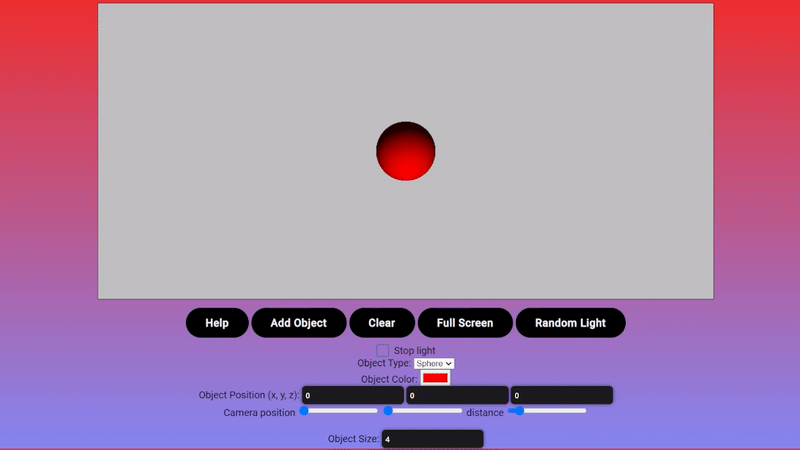 Help Add Object Clear Full Screen Random Light
Stop light
Object Type: Sphere
Object Color:
Object Position (x, y, z): 0 0 0
Camera position distance
Object Size: 4